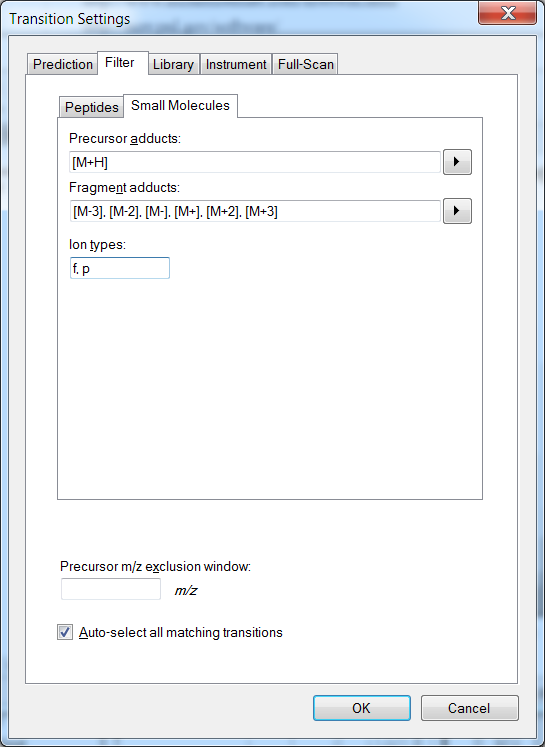 Transition Settings
Prediction Filter Library Instrument Full-Scan
Peptides Small Molecules
Precursor adducts:
[M+H]
Fragment adducts:
[M-3], [M-2], [M-], [M+], [M+2], [M+3]
Ion types:
f, p
Precursor m/z exclusion window:
m/z
Auto-select all matching transitions
OK Cancel